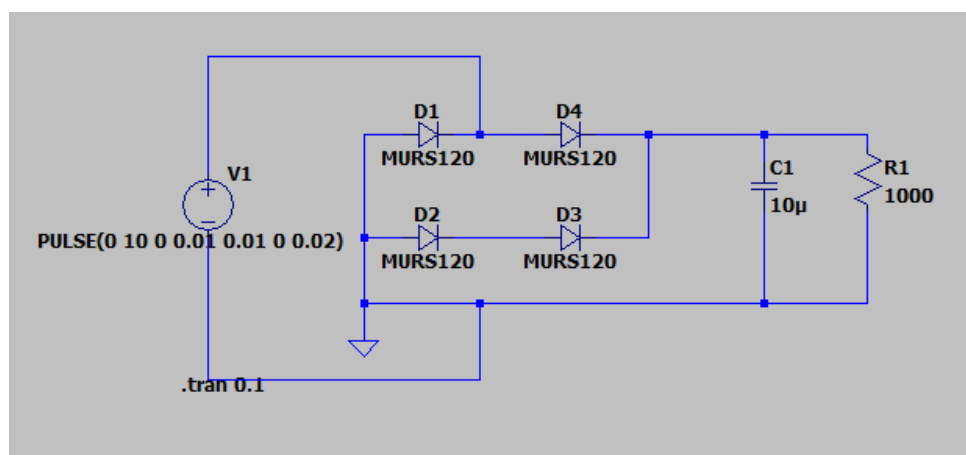 D1
D4
MURS120
MURS120
V1
C1
R1
10µ
1000
D2
D3
PULSE(0 10 0 0.01 0.01 0 0.02)
MURS120
MURS120
.tran 0.1